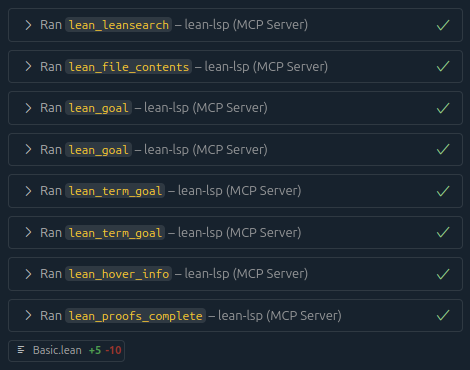 Ran lean_leansearch – lean-lsp (MCP Server)
Ran lean_file_contents – lean-lsp (MCP Server)
Ran lean_goal – lean-lsp (MCP Server)
Ran lean_goal – lean-lsp (MCP Server)
Ran lean_term_goal – lean-lsp (MCP Server)
Ran lean_term_goal – lean-lsp (MCP Server)
Ran lean_hover_info – lean-lsp (MCP Server)
Ran lean_proofs_complete – lean-lsp (MCP Server)
Basic.lean +5 -10